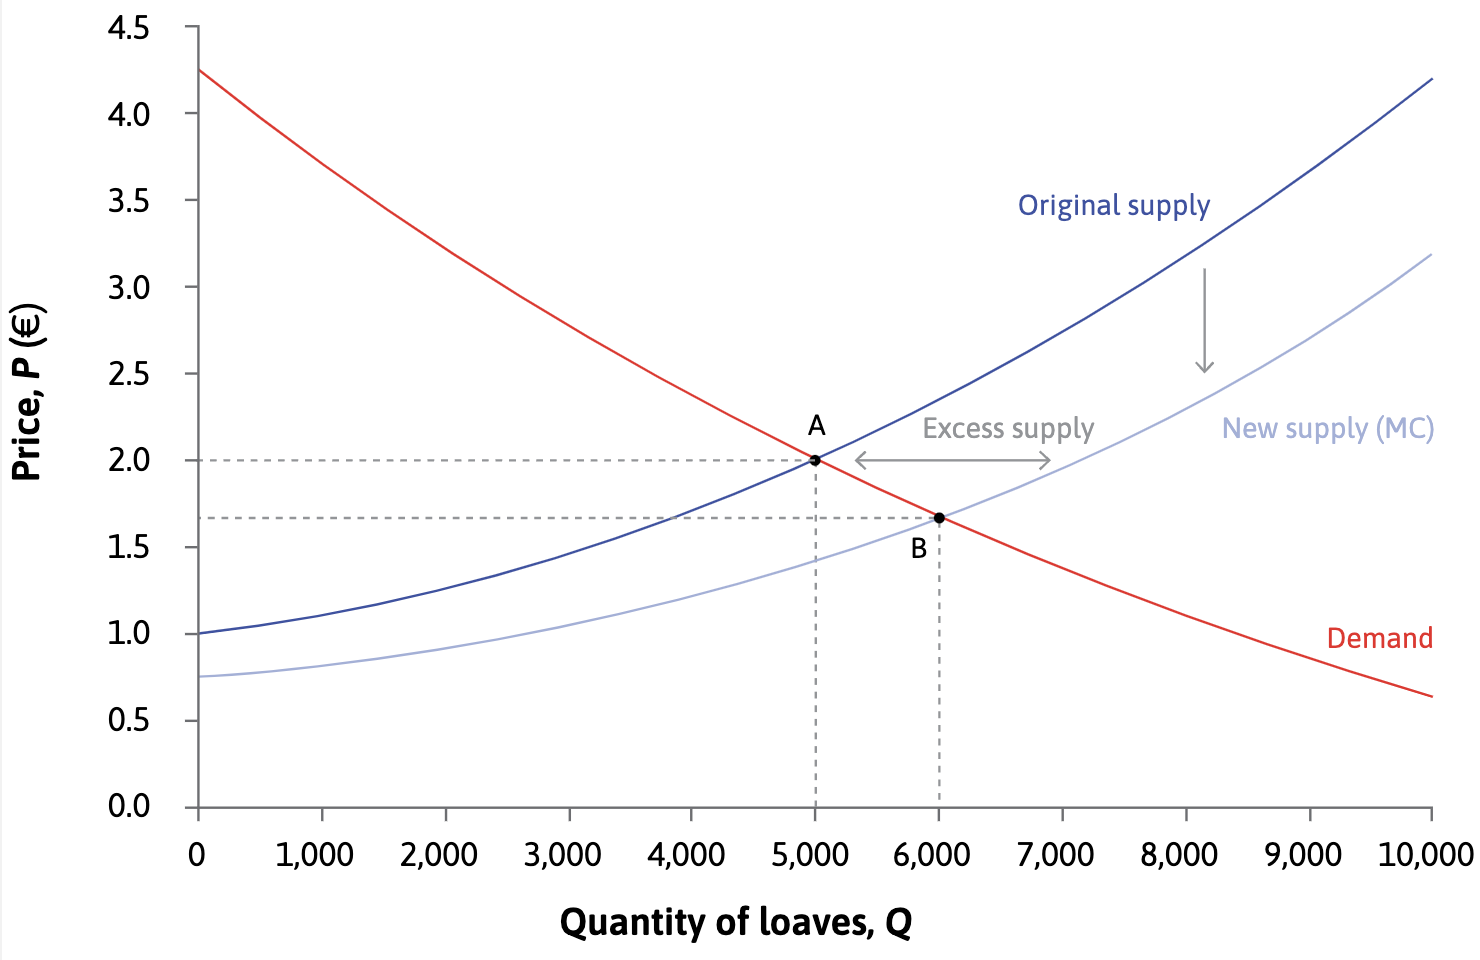 4.5
4.0
3.5
3.0
2.5
2.0
1.5
1.0
0.5
0.0
Price, P (€)
Original supply
A
Excess supply
New supply (MC)
B
Demand
0 1,000 2,000 3,000 4,000 5,000 6,000 7,000 8,000 9,000 10,000
Quantity of loaves, Q